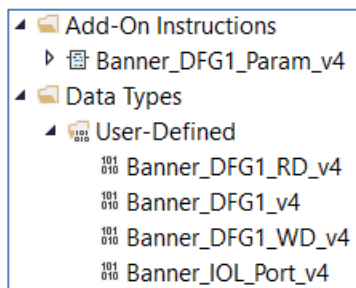 Add-On Instructions
Banner_DFG1_Param_v4
Data Types
User-Defined
Banner_DFG1_RD_v4
Banner_DFG1_v4
Banner_DFG1_WD_v4
Banner_IOL_Port_v4